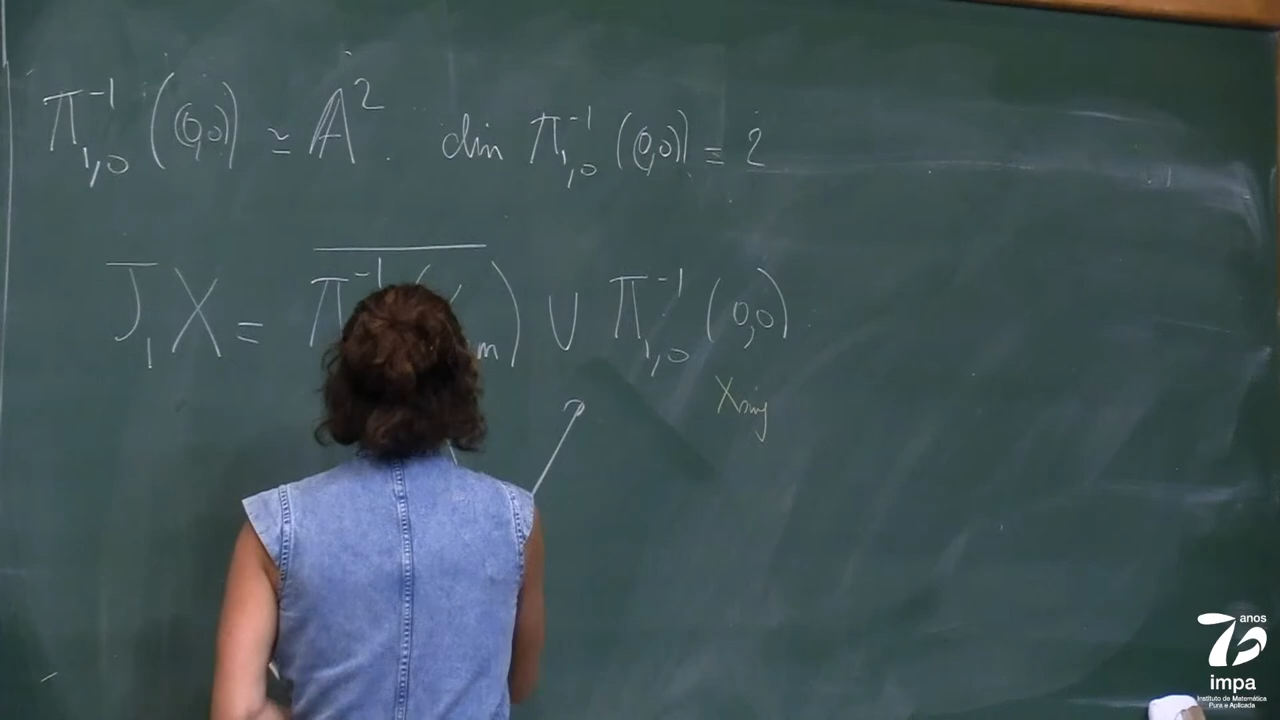 π⁻¹₁,₀ ((0,0)) ≃ 𝔸². dim π⁻¹₁,₀ ((0,0)) = 2
J₁X = π⁻¹( m) ∪ π⁻¹₁,₀ (0,0)
Xsing
75 anos
impa
Instituto de Matemática
Pura e Aplicada